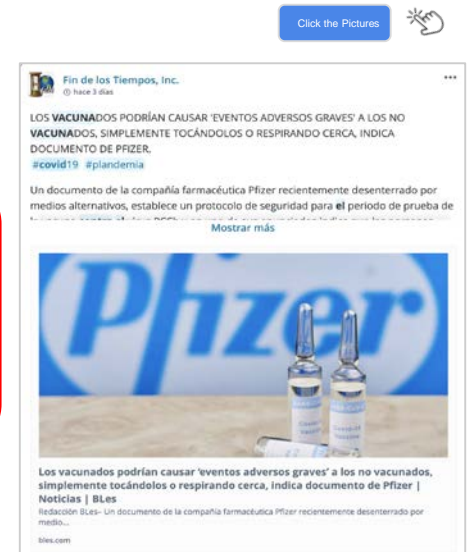 Click the Pictures
Fin de los Tiempos, Inc.
hace 3 días
LOS VACUNADOS PODRÍAN CAUSAR 'EVENTOS ADVERSOS GRAVES' A LOS NO
VACUNADOS, SIMPLEMENTE TOCÁNDOLOS O RESPIRANDO CERCA, INDICA
DOCUMENTO DE PFIZER.
#covid19 #plandemia
Un documento de la compañía farmacéutica Pfizer recientemente desenterrado por
medios alternativos, establece un protocolo de seguridad para el periodo de prueba de
Mostrar más
Pfizer
Los vacunados podrían causar 'eventos adversos graves' a los no vacunados,
simplemente tocándolos o respirando cerca, indica documento de Pfizer |
Noticias | BLes
Redacción BLes– Un documento de la compañía farmacéutica Pfizer recientemente desenterrado por
medio...
bles.com